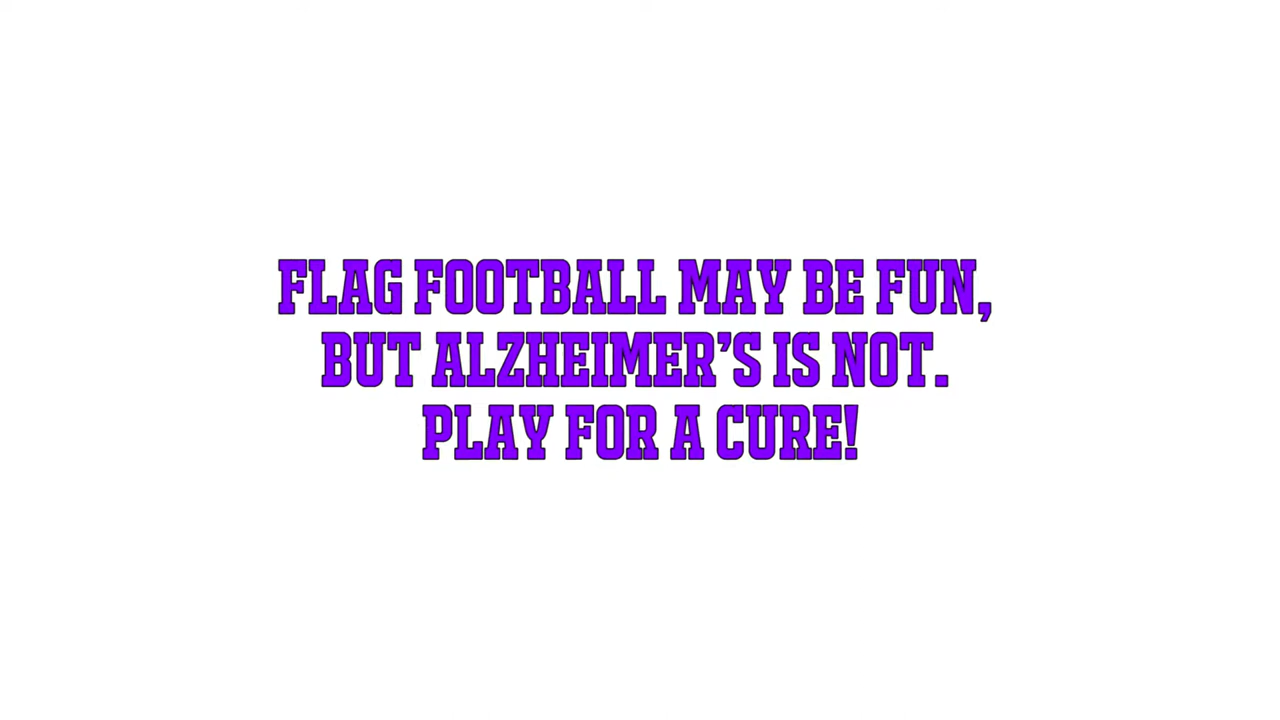 FLAG FOOTBALL MAY BE FUN,
BUT ALZHEIMER’S IS NOT.
PLAY FOR A CURE!